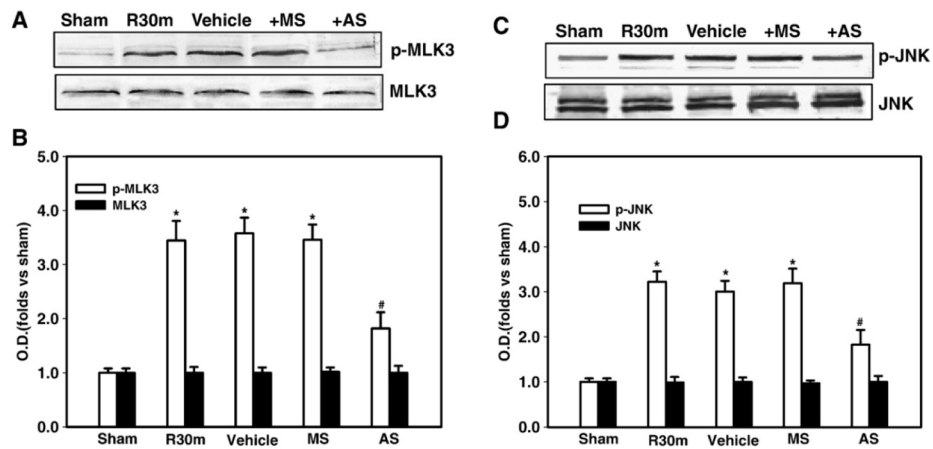 A
Sham R30m Vehicle +MS +AS
p-MLK3
MLK3
B
5.0
4.0
3.0
2.0
1.0
0.0
O.D.(folds vs sham)
p-MLK3
MLK3
* * * #
Sham R30m Vehicle MS AS
C
Sham R30m Vehicle +MS +AS
p-JNK
JNK
D
6.0
5.0
4.0
3.0
2.0
1.0
0.0
O.D.(folds vs sham)
p-JNK
JNK
* * * #
Sham R30m Vehicle MS AS